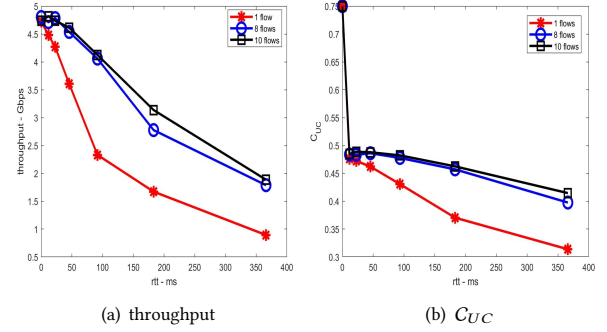 5
4.5
4
3.5
3
2.5
2
1.5
1
0.5
0 50 100 150 200 250 300 350 400
throughput - Gbps
rtt - ms
1 flow
8 flows
10 flows
(a) throughput
0.75
0.7
0.65
0.6
0.55
0.5
0.45
0.4
0.35
0.3
0 50 100 150 200 250 300 350 400
C_UC
rtt - ms
1 flows
8 flows
10 flows
(b) C_UC